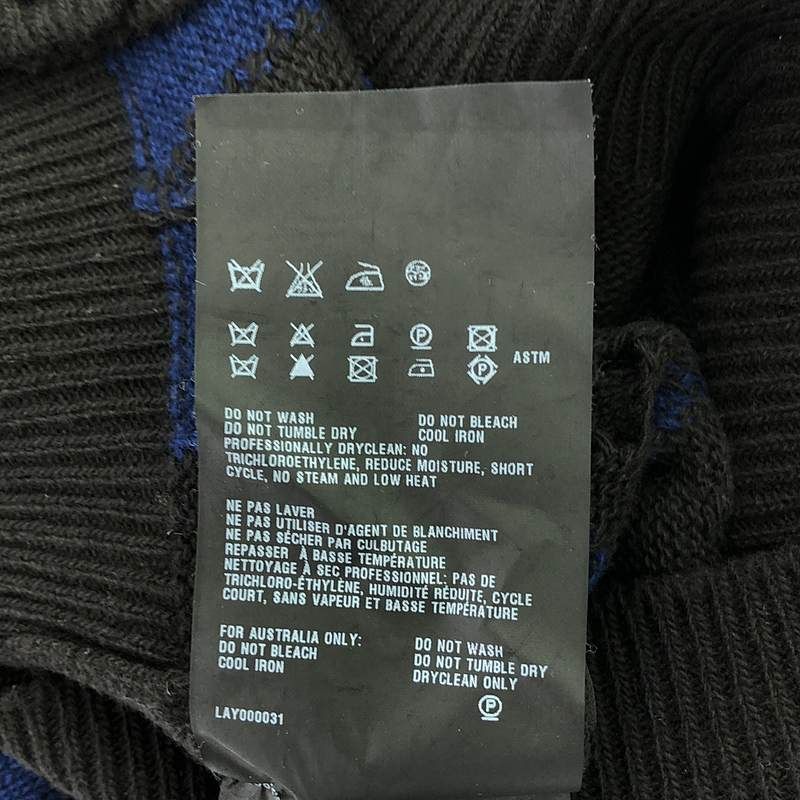 ASTM
DO NOT WASH DO NOT BLEACH
DO NOT TUMBLE DRY COOL IRON
PROFESSIONALLY DRYCLEAN: NO
TRICHLOROETHYLENE, REDUCE MOISTURE, SHORT
CYCLE, NO STEAM AND LOW HEAT
NE PAS LAVER
NE PAS UTILISER D'AGENT DE BLANCHIMENT
NE PAS SÉCHER PAR CULBUTAGE
REPASSER À BASSE TEMPÉRATURE
NETTOYAGE À SEC PROFESSIONNEL: PAS DE
TRICHLORO-ÉTHYLÈNE, HUMIDITÉ RÉDUITE, CYCLE
COURT, SANS VAPEUR ET BASSE TEMPÉRATURE
FOR AUSTRALIA ONLY: DO NOT WASH
DO NOT BLEACH DO NOT TUMBLE DRY
COOL IRON DRYCLEAN ONLY
P
LAY000031